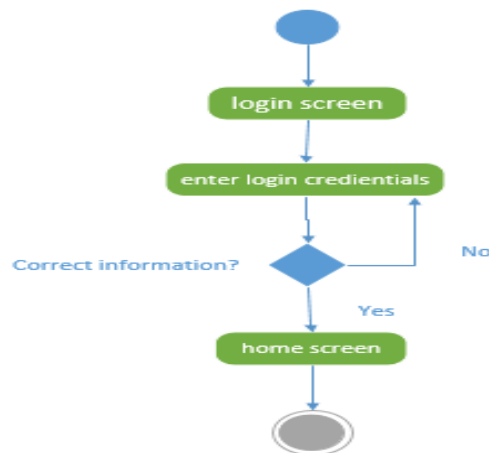 login screen
enter login credientials
Correct information?
No
Yes
home screen